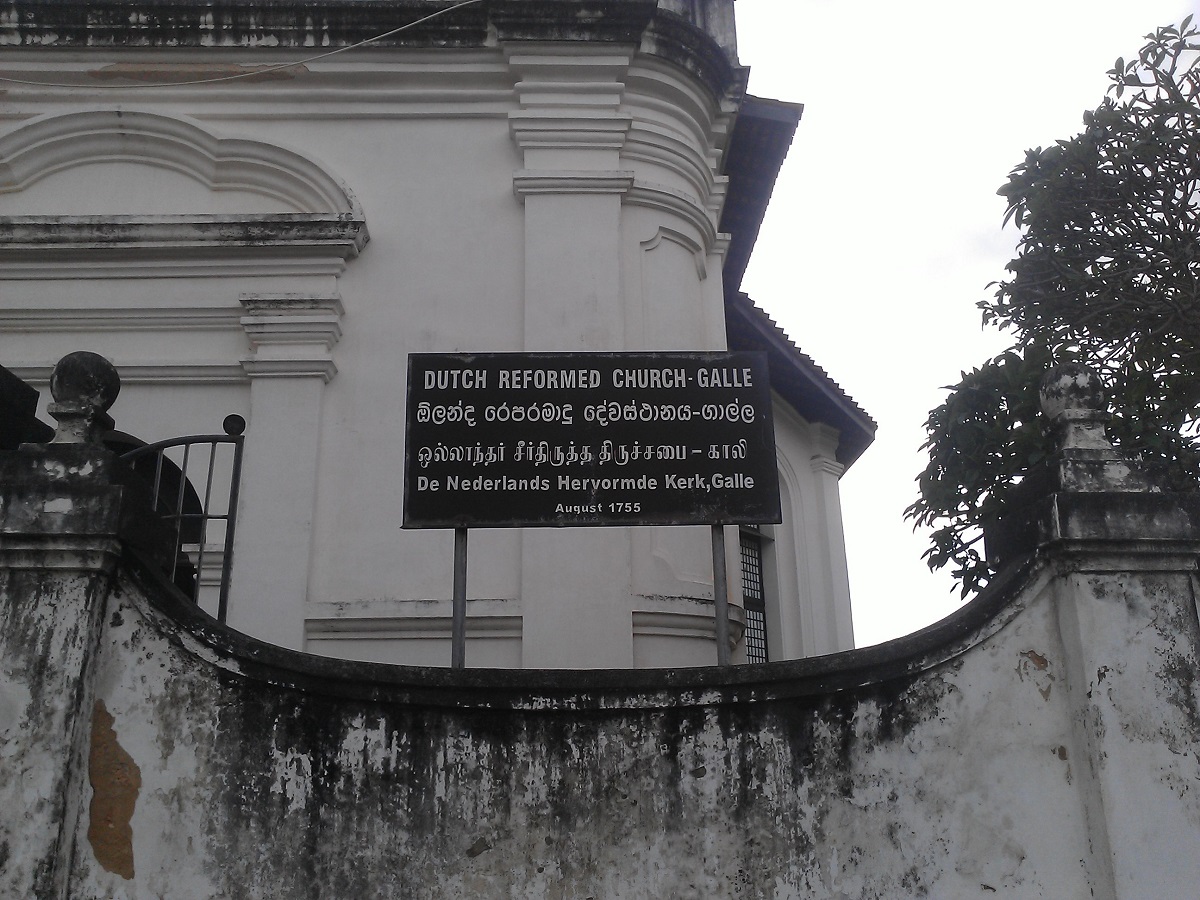 DUTCH REFORMED CHURCH-GALLE
ඕලන්ද රෙපරමාදු දේවස්ථානය-ගාල්ල
ஒல்லாந்தர் சீர்திருத்த திருச்சபை - காலி
De Nederlands Hervormde Kerk,Galle
August 1755